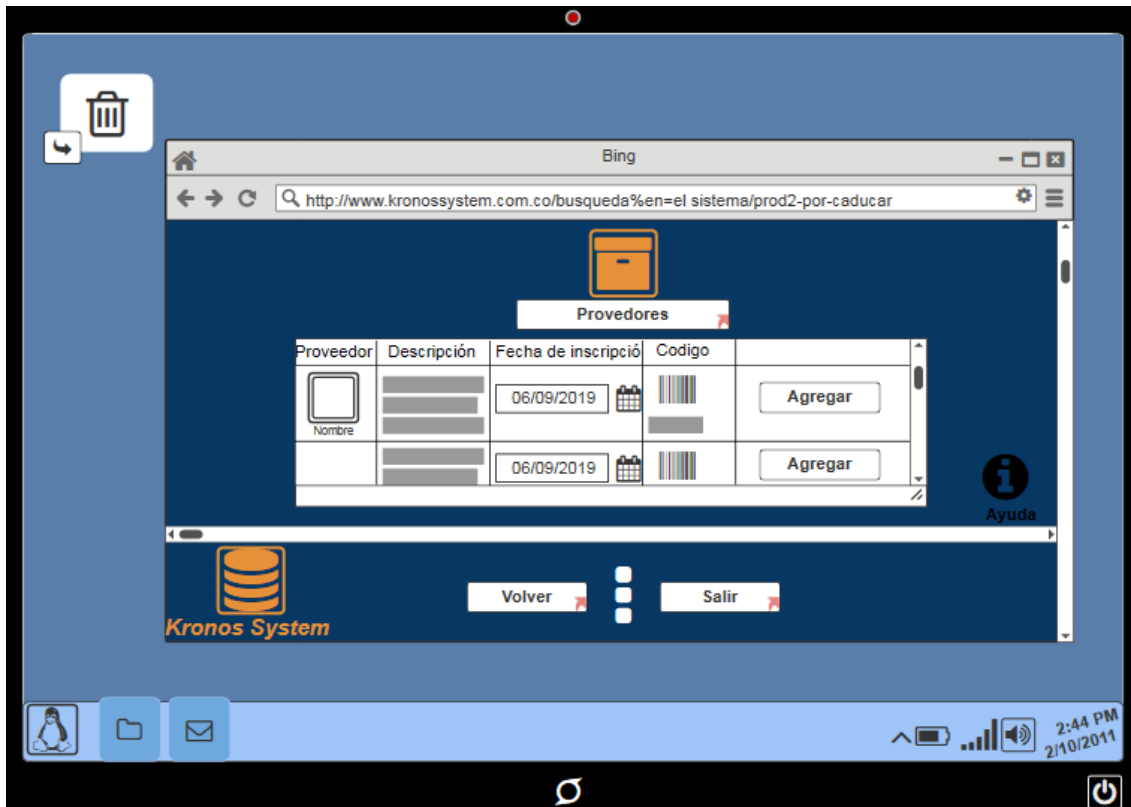 Bing
http://www.kronossystem.com.co/busqueda%en=el sistema/prod2-por-caducar
Provedores
Proveedor Descripción Fecha de inscripció Codigo
06/09/2019 Agregar
Nombre
06/09/2019 Agregar
Ayuda
Volver Salir
Kronos System
2:44 PM
2/10/2011